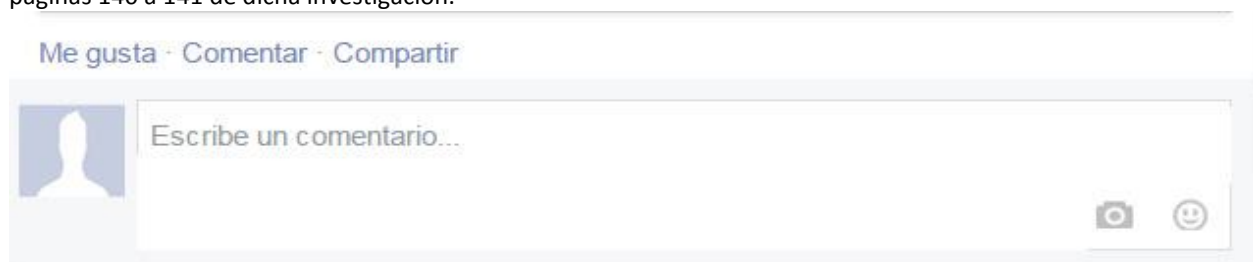 páginas 140 a 141 de dicha investigación.
Me gusta · Comentar · Compartir
Escribe un comentario...